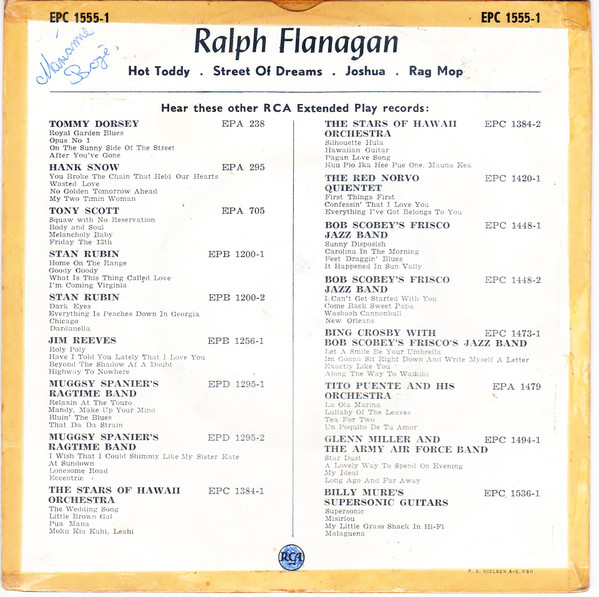 EPC 1555-1
EPC 1555-1
Marianne
Boze
Ralph Flanagan
Hot Toddy . Street Of Dreams . Joshua . Rag Mop
Hear these other RCA Extended Play records:
TOMMY DORSEY EPA 238
Royal Garden Blues
Opus No 1
On the Sunny Side Of The Street
After You've Gone
HANK SNOW EPA 295
You Broke The Chain That Held Our Hearts
Wasted Love
No Golden Tomorrow Ahead
My Two Timin Woman
TONY SCOTT EPA 705
Squaw with No Reservation
Body and Soul
Melancholy Baby
Friday The 13th
STAN RUBIN EPB 1200-1
Home On The Range
Goody Goody
What Is This Thing Called Love
I'm Coming Virginia
STAN RUBIN EPB 1200-2
Dark Eyes
Everything Is Peaches Down In Georgia
Chicago
Dardanella
JIM REEVES EPB 1256-1
Roly Poly
Have I Told You Lately That I Love You
Beyond The Shadow Of A Doubt
Highway To Nowhere
MUGGSY SPANIER'S EPD 1295-1
RAGTIME BAND
Relaxin At The Touro
Mandy, Make Up Your Mind
Bluin' The Blues
That Da Da Strain
MUGGSY SPANIER'S EPD 1295-2
RAGTIME BAND
I Wish That I Could Shimmy Like My Sister Kate
At Sundown
Lonesome Road
Eccentric
THE STARS OF HAWAII EPC 1384-1
ORCHESTRA
The Wedding Song
Little Brown Gal
Pua Mana
Moku Kia Kahi, Leahi
THE STARS OF HAWAII EPC 1384-2
ORCHESTRA
Silhouette Hula
Hawaiian Guitar
Pagan Love Song
Kuu Pio Ika Hee Pue One, Mauna Kea
THE RED NORVO EPC 1420-1
QUIENTET
First Things First
Confessin' That I Love You
Everything I've Got Belongs To You
BOB SCOBEY'S FRISCO EPC 1448-1
JAZZ BAND
Sunny Disposish
Carolina In The Morning
Feet Draggin' Blues
It Happened In Sun Vally
BOB SCOBEY'S FRISCO EPC 1448-2
JAZZ BAND
I Can't Get Started With You
Come Back Sweet Papa
Wasbash Cannonball
New Orleans
BING CROSBY WITH EPC 1473-1
BOB SCOBEY'S FRISCO'S JAZZ BAND
Let A Smile Be Your Umbrella
Im Gonna Sit Right Down And Write Myself A Letter
Exactly Like You
Along The Way To Waikiki
TITO PUENTE AND HIS EPA 1479
ORCHESTRA
La Ola Marina
Lullaby Of The Leaves
Tea For Two
Un Poquito De Tu Amor
GLENN MILLER AND EPC 1494-1
THE ARMY AIR FORCE BAND
Star Dust
A Lovely Way To Spend On Evening
My Ideal
Long Ago And Far Away
BILLY MURE'S EPC 1536-1
SUPERSONIC GUITARS
Supersonic
Misirlou
My Little Grass Shack In Hi-Fi
Malaguena
RCA